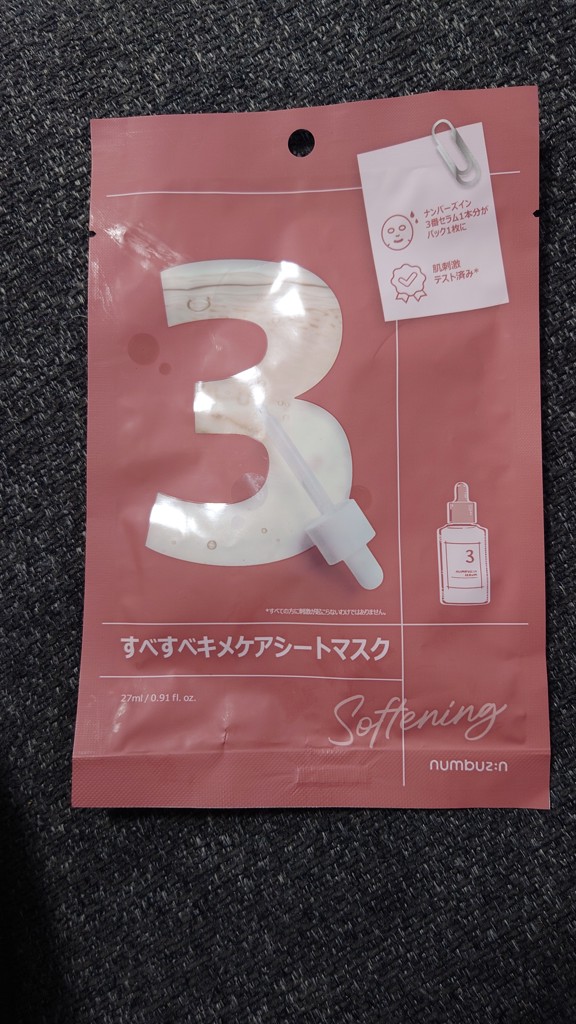 ナンバーズイン
3番セラム1本分が
パック1枚に
肌刺激
テスト済み*
3
3
numbuz:n
SERUM
*すべての方に刺激が起こらないわけではありません。
すべすべキメケアシートマスク
27ml / 0.91 fl. oz.
Softening
numbuz:n